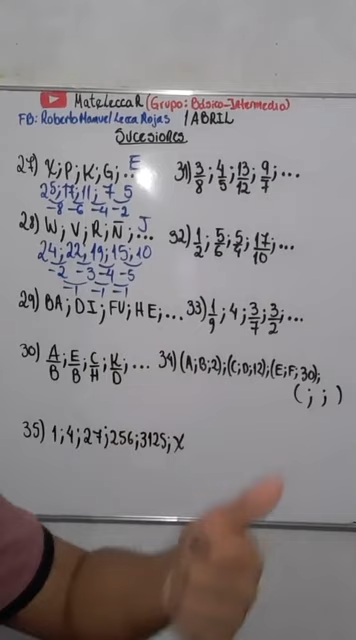 MateLeccaR (Grupo: Básico-Intermedio)
FB: Roberto Manuel Lecca Rojas 1 ABRIL
SUCESIONES
27) X; P; K; G; ... E
25; 17; 11; 7 5
-8 -6 -4 -2
28) W; V; R; Ñ; ... J
24; 22; 19; 15; 10
-2 -3 -4 -5
-1 -1 -1
29) BA; DI; FU; HE; ...
30) A/B; E/B; C/H; K/D; ...
31) 3/8; 4/5; 13/12; 9/7; ...
32) 1/2; 5/6; 5/4; 17/10; ...
33) 1/9; 4; 3/7; 3/2; ...
34) (A; B; 2); (C; D; 12); (E; F; 30);
( ; ; )
35) 1; 4; 27; 256; 3125; X